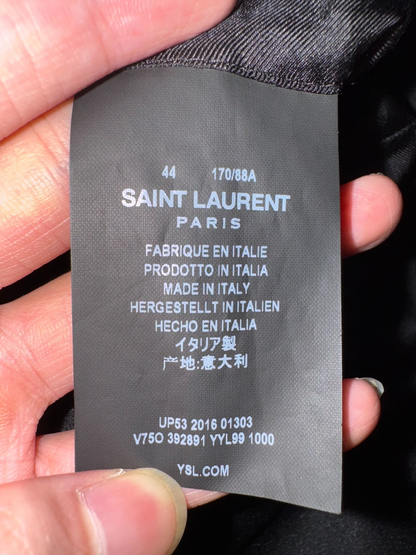 44 170/88A
SAINT LAURENT
PARIS
FABRIQUE EN ITALIE
PRODOTTO IN ITALIA
MADE IN ITALY
HERGESTELLT IN ITALIEN
HECHO EN ITALIA
イタリア製
产地:意大利
UP53 2016 01303
V75O 392891 YYL99 1000
YSL.COM